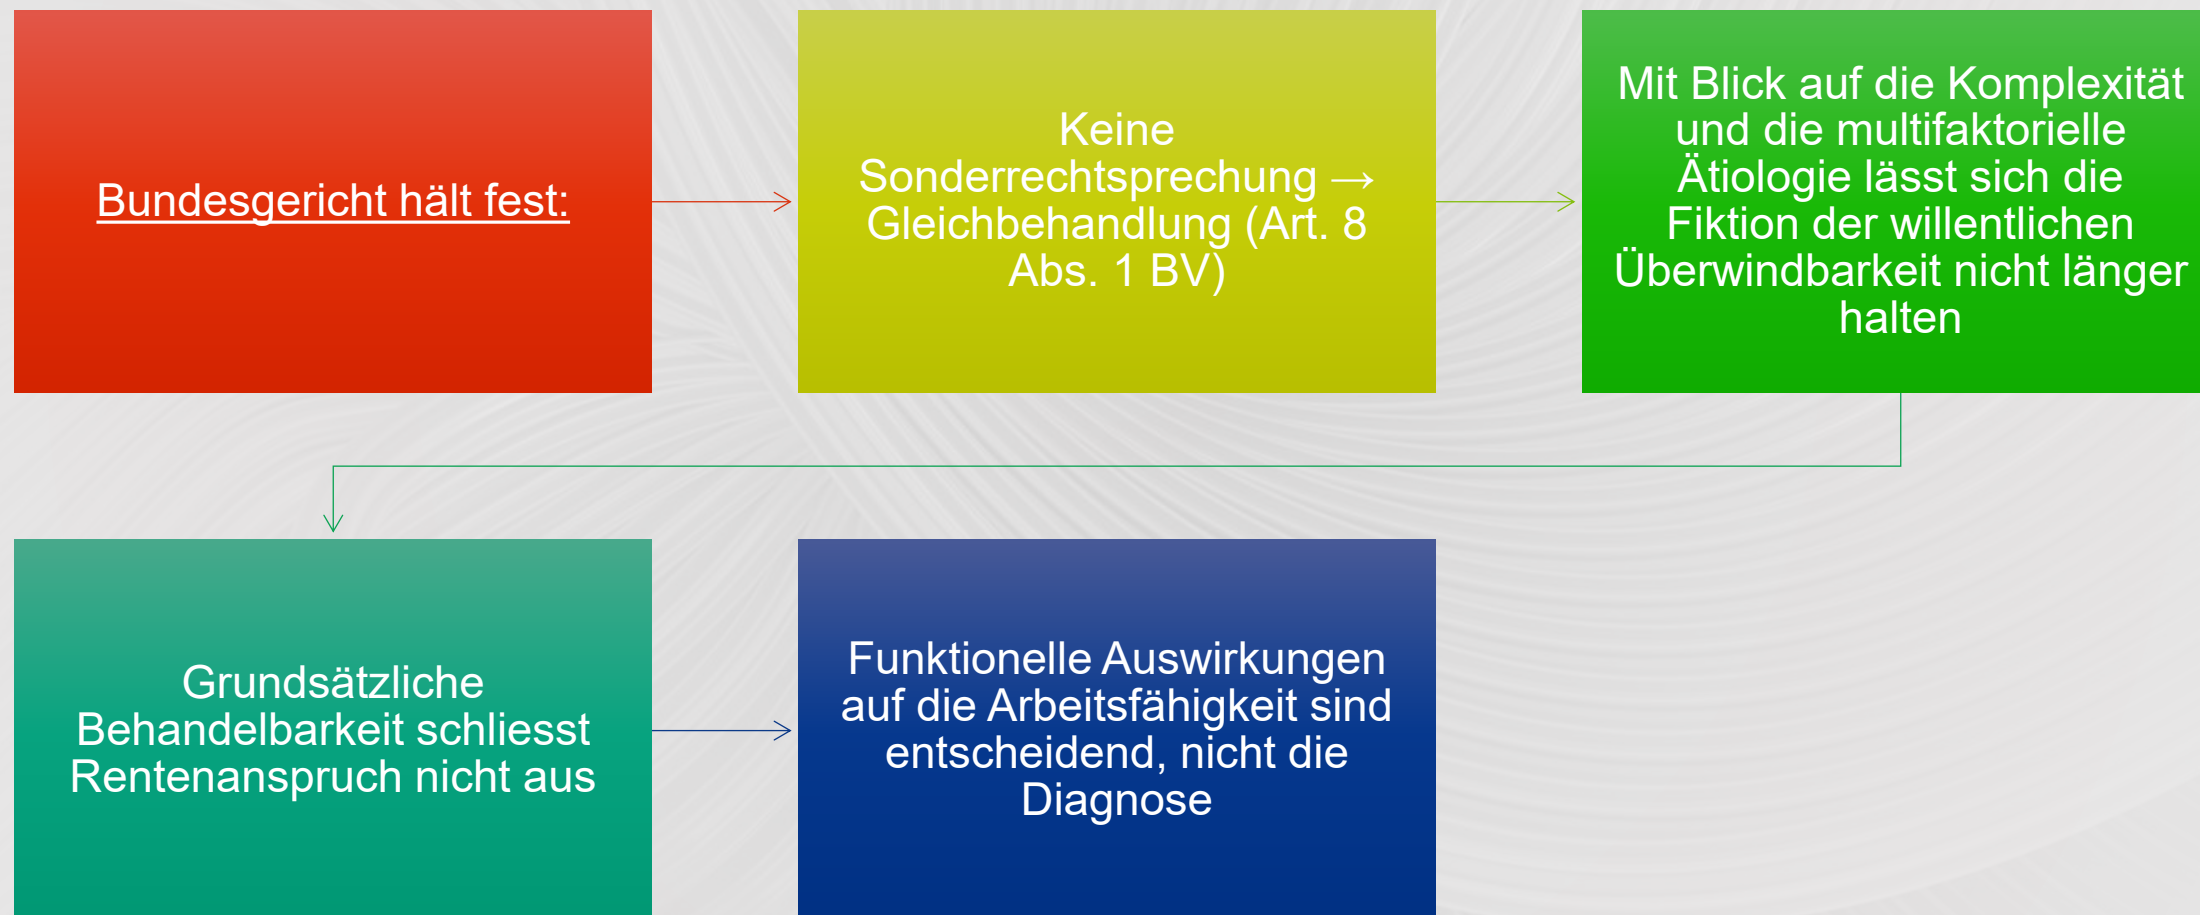 Bundesgericht hält fest:
Keine
Sonderrechtsprechung →
Gleichbehandlung (Art. 8
Abs. 1 BV)
Mit Blick auf die Komplexität
und die multifaktorielle
Ätiologie lässt sich die
Fiktion der willentlichen
Überwindbarkeit nicht länger
halten
Grundsätzliche
Behandelbarkeit schliesst
Rentenanspruch nicht aus
Funktionelle Auswirkungen
auf die Arbeitsfähigkeit sind
entscheidend, nicht die
Diagnose